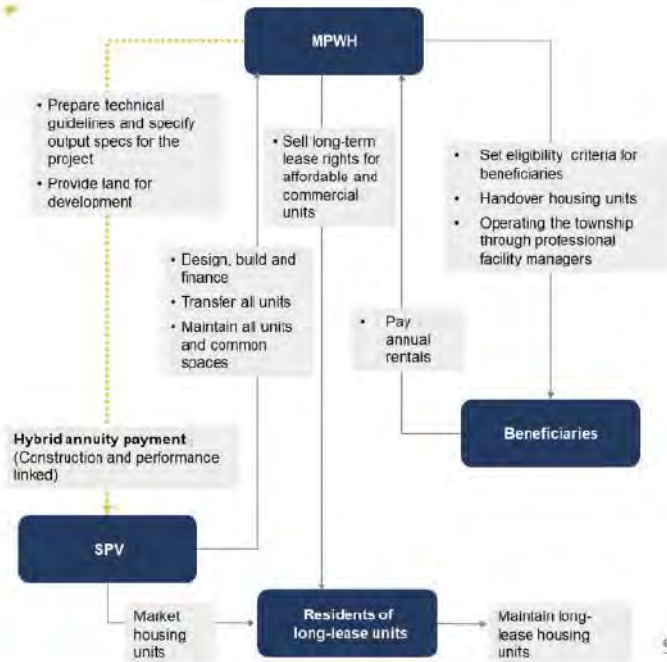 MPWH
• Prepare technical
guidelines and specify
output specs for the
project
• Provide land for
development
• Sell long-term
lease rights for
affordable and
commercial
units
• Set eligibility criteria for
beneficiaries
• Handover housing units
• Operating the township
through professional
facility managers
• Design, build and
finance
• Transfer all units
• Maintain all units
and common
spaces
• Pay
annual
rentals
Beneficiaries
Hybrid annuity payment
(Construction and performance
linked)
SPV
Market
housing
units
Residents of
long-lease units
Maintain long-
lease housing
units